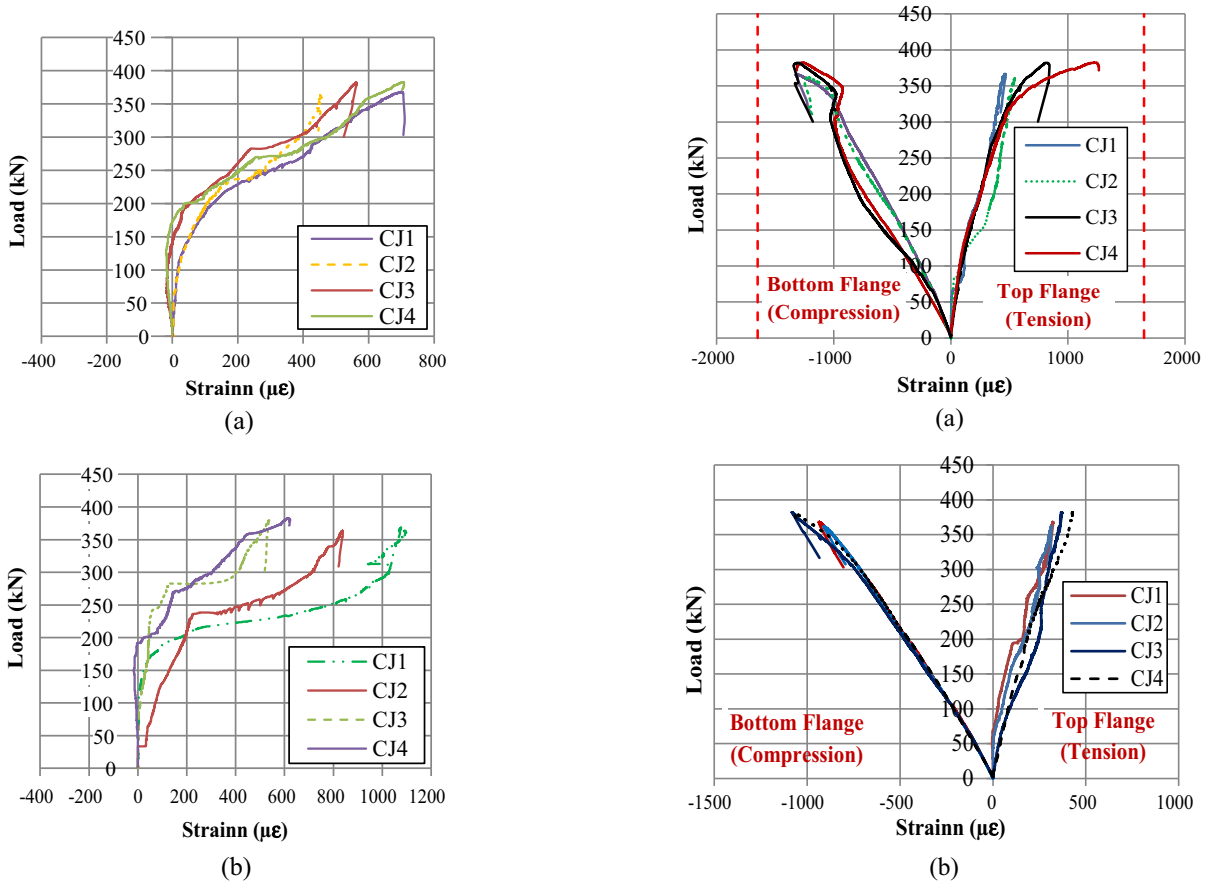 450
400
350
300
250
200
150
100
50
0
-400 -200 0 200 400 600 800
Load (kN)
Strainn (με)
CJ1
CJ2
CJ3
CJ4
(a)
450
400
350
300
250
200
150
100
50
0
-2000 -1000 0 1000 2000
Load (kN)
Strainn (με)
CJ1
CJ2
CJ3
CJ4
Bottom Flange
(Compression)
Top Flange
(Tension)
(a)
450
400
350
300
250
200
150
100
50
0
-400 -200 0 200 400 600 800 1000 1200
Load (kN)
Strainn (με)
CJ1
CJ2
CJ3
CJ4
(b)
450
400
350
300
250
200
150
100
50
0
-1500 -1000 -500 0 500 1000
Load (kN)
Strainn (με)
CJ1
CJ2
CJ3
CJ4
Bottom Flange
(Compression)
Top Flange
(Tension)
(b)